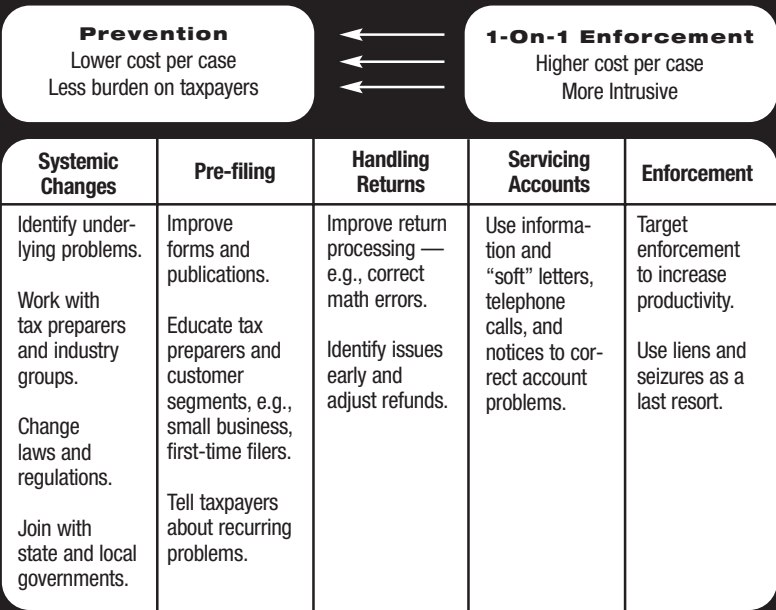 Prevention
Lower cost per case
Less burden on taxpayers
1-On-1 Enforcement
Higher cost per case
More Intrusive
Systemic
Changes
Identify under-
lying problems.
Work with
tax preparers
and industry
groups.
Change
laws and
regulations.
Join with
state and local
governments.
Pre-filing
Improve
forms and
publications.
Educate tax
preparers and
customer
segments, e.g.,
small business,
first-time filers.
Tell taxpayers
about recurring
problems.
Handling
Returns
Improve return
processing —
e.g., correct
math errors.
Identify issues
early and
adjust refunds.
Servicing
Accounts
Use informa-
tion and
“soft” letters,
telephone
calls, and
notices to cor-
rect account
problems.
Enforcement
Target
enforcement
to increase
productivity.
Use liens and
seizures as a
last resort.